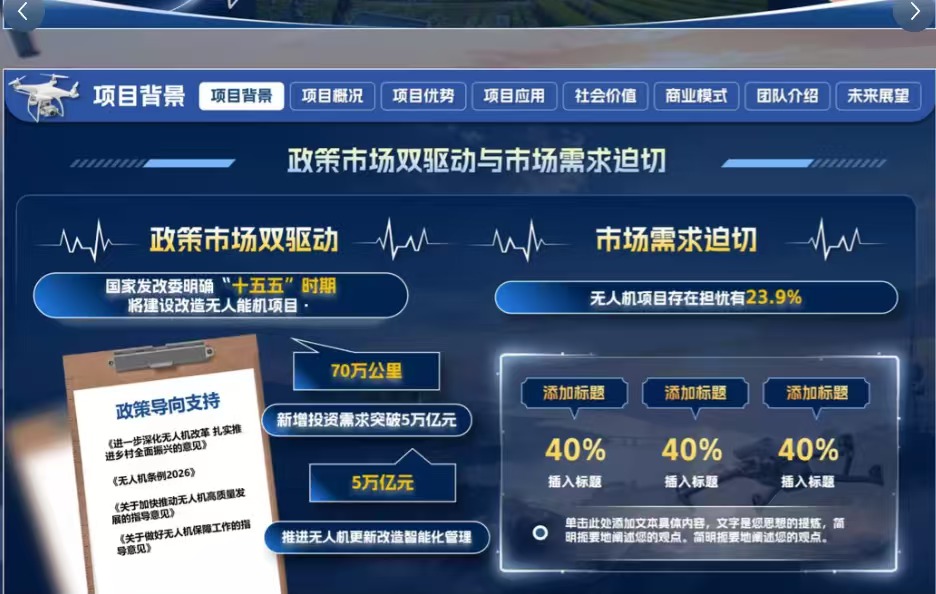 项目背景
项目背景
项目概况
项目优势
项目应用
社会价值
商业模式
团队介绍
未来展望
政策市场双驱动与市场需求迫切
政策市场双驱动
国家发改委明确“十五五”时期
将建设改造无人能机项目·
政策导向支持
《进一步深化无人机改革 扎实推
进乡村全面振兴的意见》
《无人机条例2026》
《关于加快推动无人机高质量发
展的指导意见》
《关于做好无人机保障工作的指
导意见》
70万公里
新增投资需求突破5万亿元
5万亿元
推进无人机更新改造智能化管理
市场需求迫切
无人机项目存在担忧有23.9%
添加标题
添加标题
添加标题
40%
40%
40%
插入标题
插入标题
插入标题
单击此处添加文本具体内容，文字是您思想的提炼，简
明扼要地阐述您的观点。简明扼要地阐述您的观点。